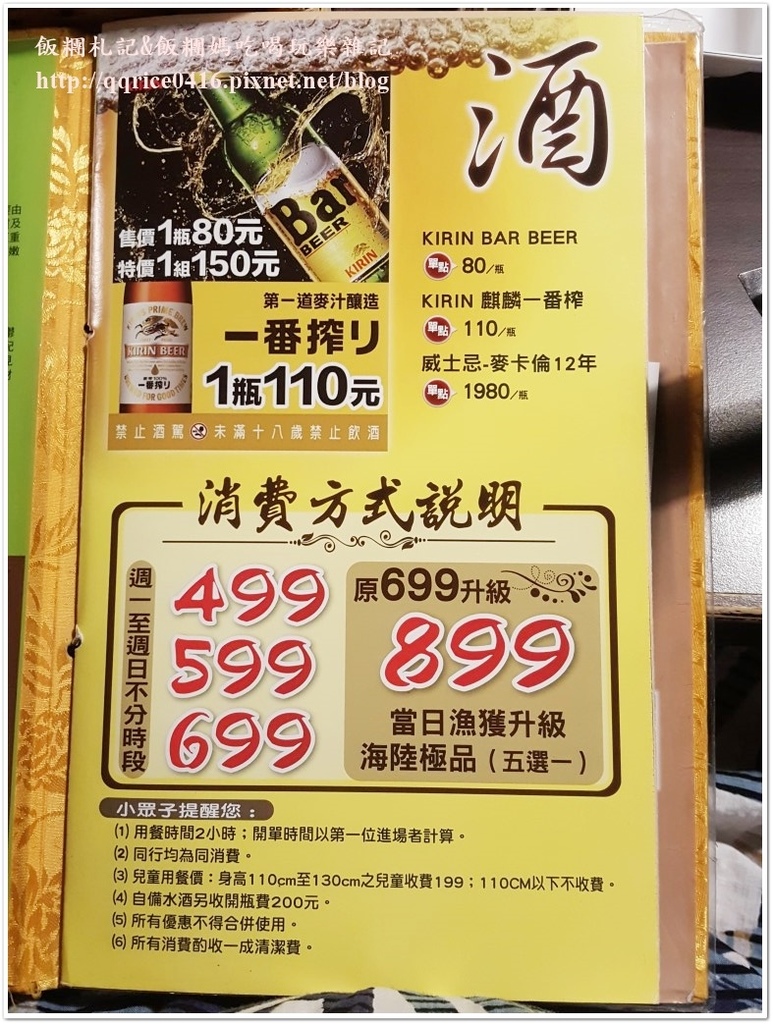 飯糰札記&飯糰媽吃喝玩樂雜記
http://qqrice0416.pixnet.net/blog
酒
Bar
BEER
KIRIN
售價1瓶80元
特價1組150元
KIRIN BEER
一番搾り
第一道麥汁釀造
一番搾り
1瓶110元
禁止酒駕 未滿十八歲禁止飲酒
KIRIN BAR BEER
單點 80/瓶
KIRIN 麒麟一番榨
單點 110/瓶
威士忌-麥卡倫12年
單點 1980/瓶
消費方式說明
週一至週日不分時段
499
599
699
原699升級
899
當日漁獲升級
海陸極品（五選一）
小眾子提醒您：
⑴ 用餐時間2小時；開單時間以第一位進場者計算。
⑵ 同行均為同消費。
⑶ 兒童用餐價：身高110cm至130cm之兒童收費199；110CM以下不收費。
⑷ 自備水酒另收開瓶費200元。
⑸ 所有優惠不得合併使用。
⑹ 所有消費酌收一成清潔費。